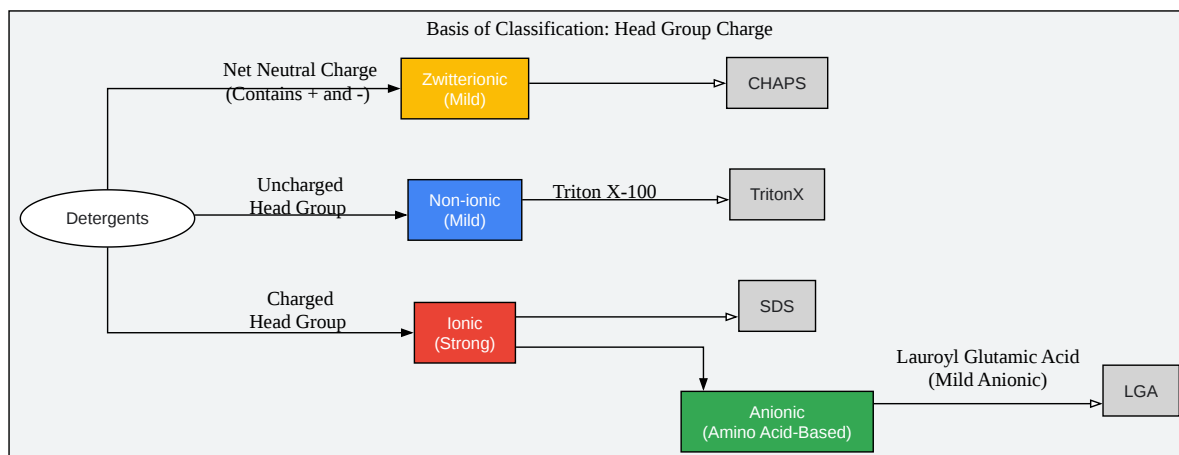 Basis of Classification: Head Group Charge
Net Neutral Charge
(Contains + and -)
Zwitterionic
(Mild)
CHAPS
Detergents
Uncharged
Head Group
Non-ionic
(Mild)
Triton X-100
TritonX
Charged
Head Group
Ionic
(Strong)
SDS
Anionic
(Amino Acid-Based)
Lauroyl Glutamic Acid
(Mild Anionic)
LGA